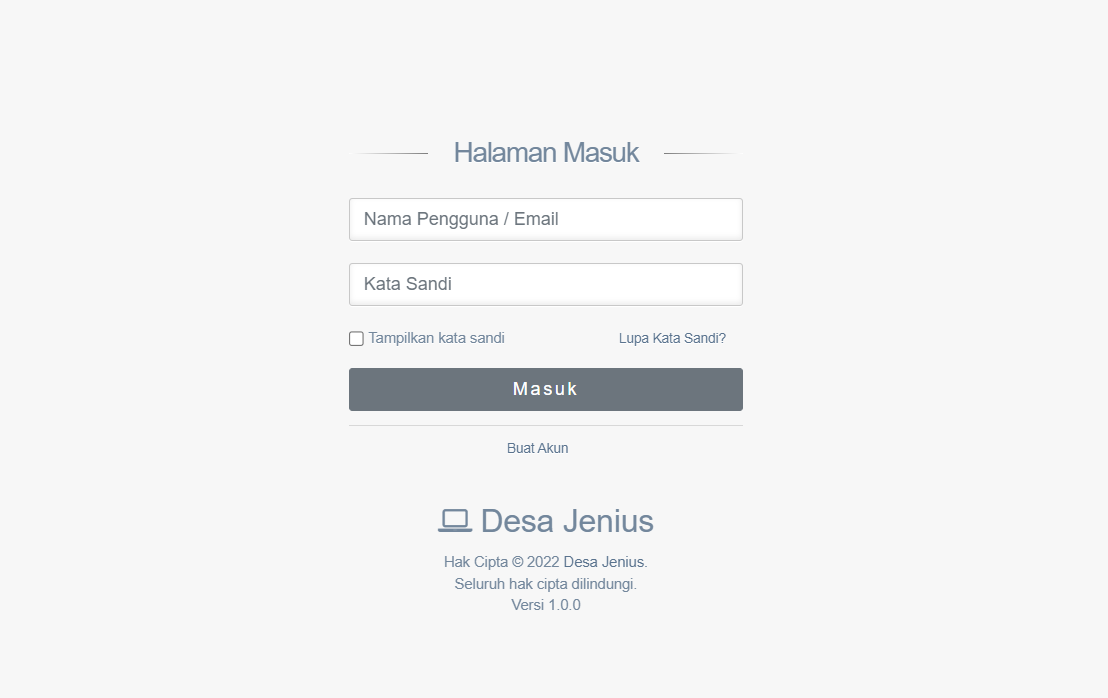 Halaman Masuk
Nama Pengguna / Email
Kata Sandi
Tampilkan kata sandi Lupa Kata Sandi?
Masuk
Buat Akun
Desa Jenius
Hak Cipta © 2022 Desa Jenius.
Seluruh hak cipta dilindungi.
Versi 1.0.0